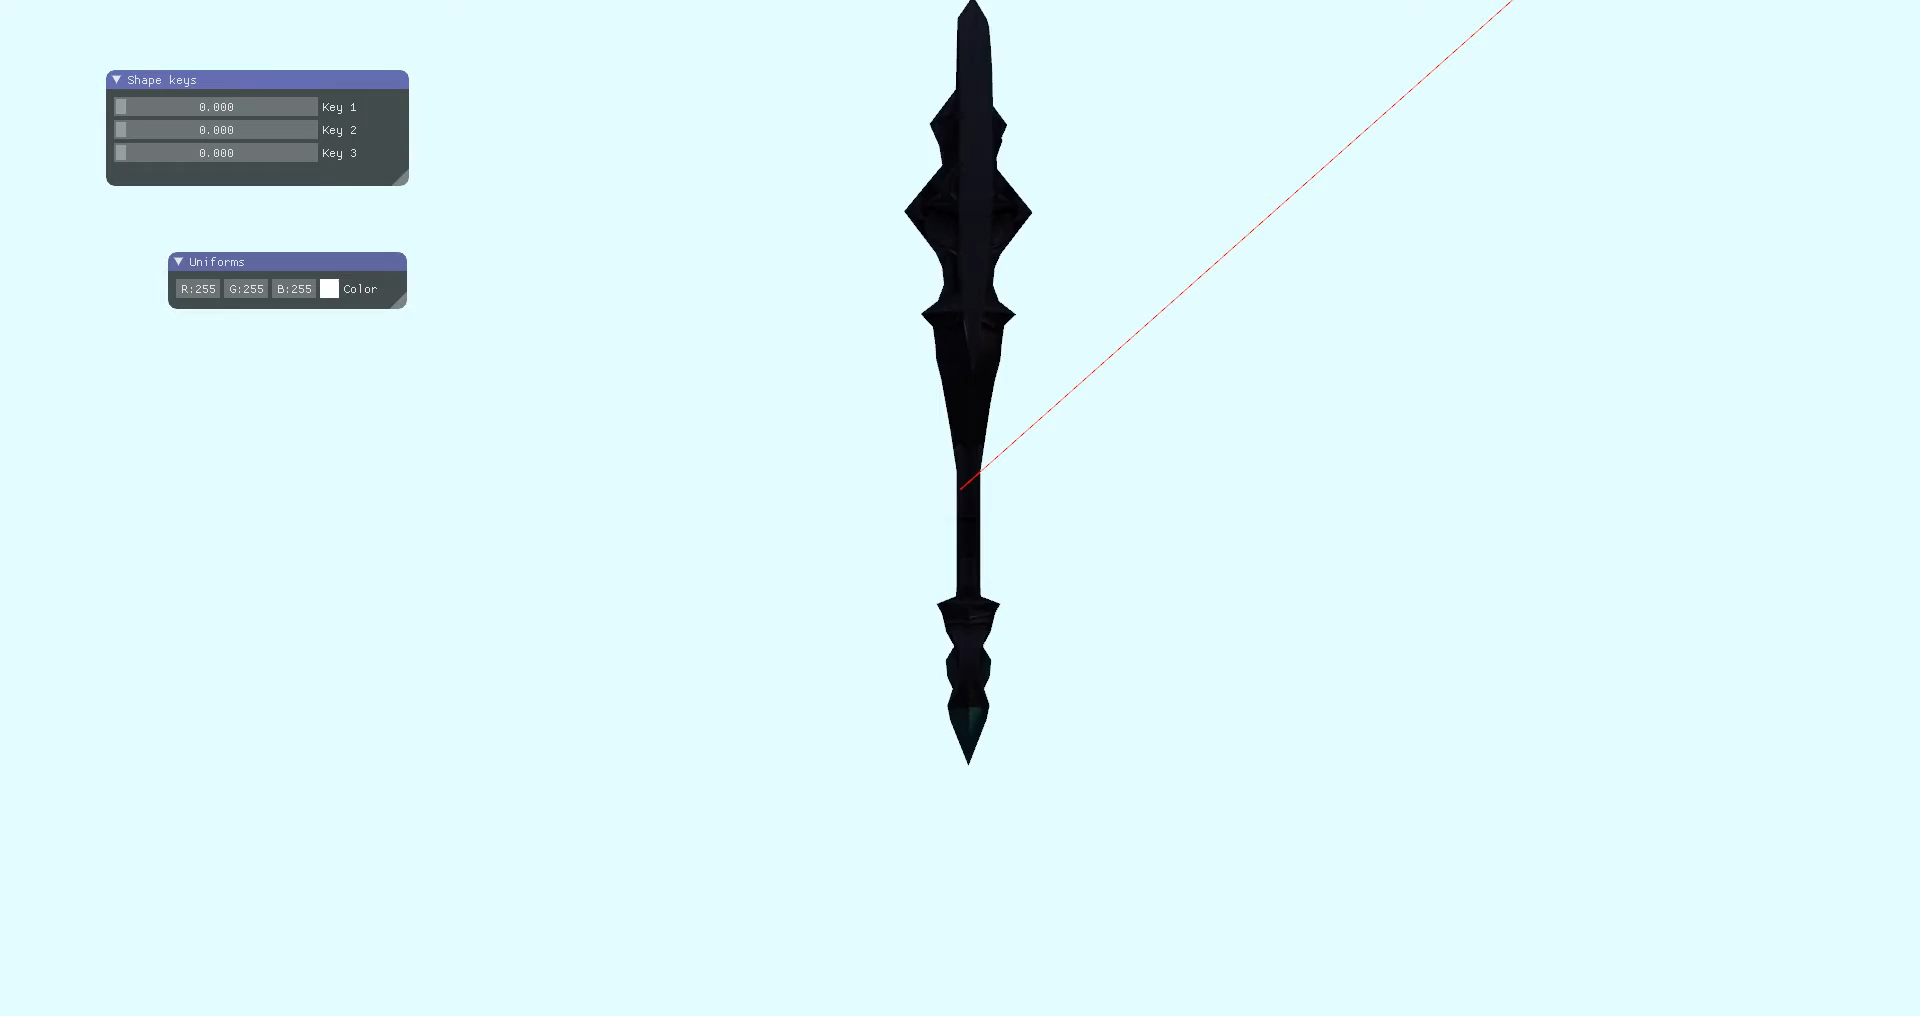 Shape keys
0.000 Key 1
0.000 Key 2
0.000 Key 3
Uniforms
R:255 G:255 B:255 Color